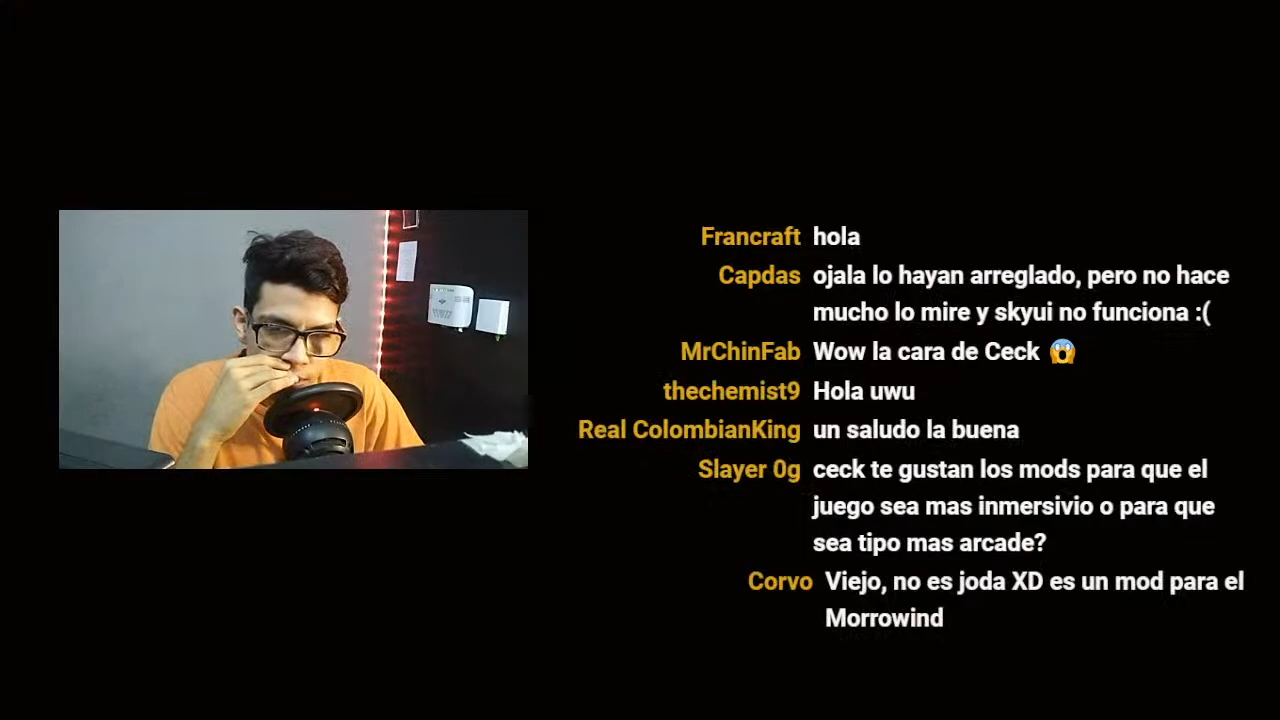 Francraft hola
Capdas ojala lo hayan arreglado, pero no hace
mucho lo mire y skyui no funciona :(
MrChinFab Wow la cara de Ceck 😱
thechemist9 Hola uwu
Real ColombianKing un saludo la buena
Slayer 0g ceck te gustan los mods para que el
juego sea mas inmersivio o para que
sea tipo mas arcade?
Corvo Viejo, no es joda XD es un mod para el
Morrowind